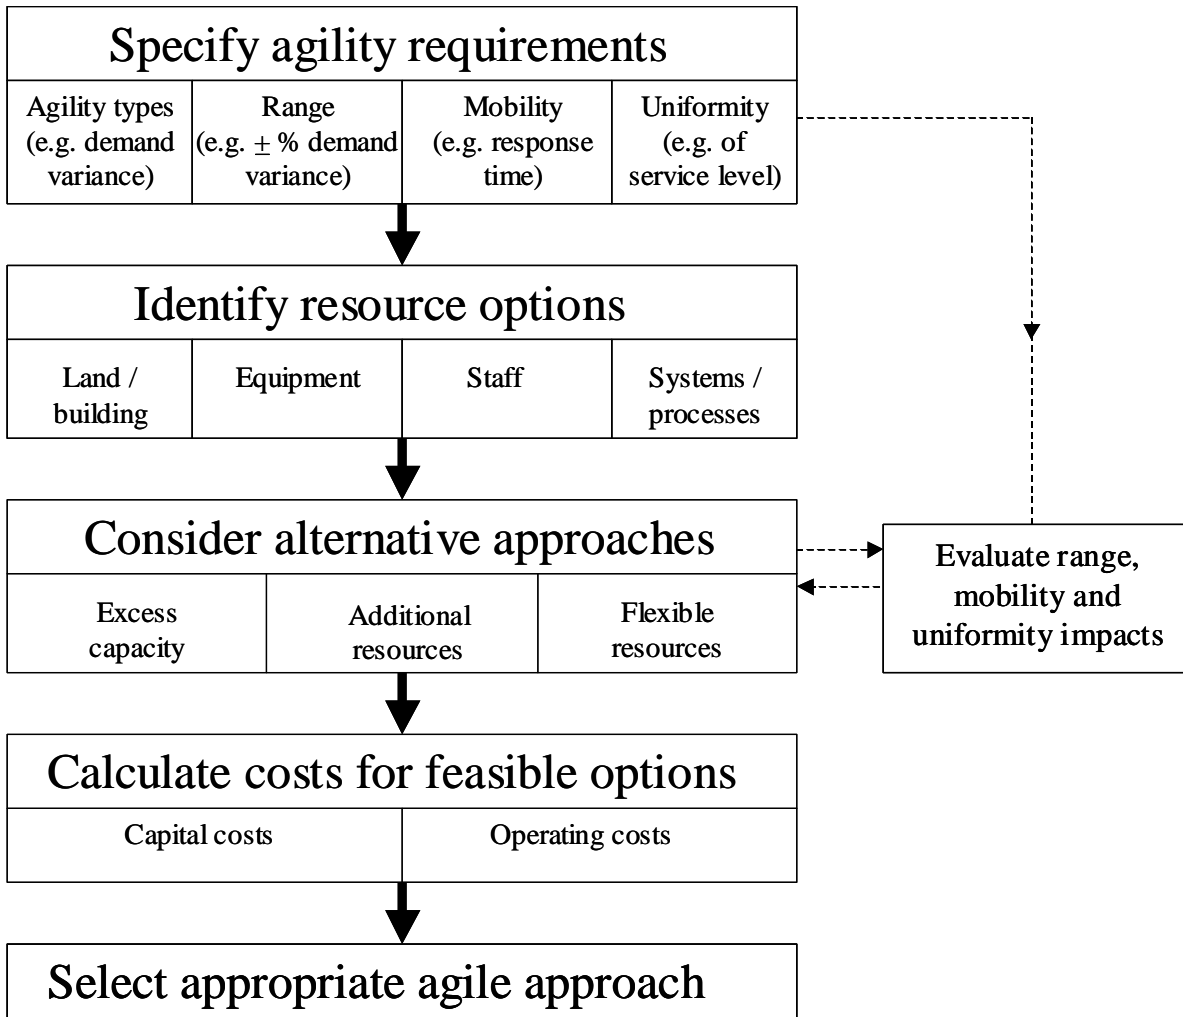 Specify agility requirements
Agility types
(e.g. demand
variance)
Range
(e.g. ± % demand
variance)
Mobility
(e.g. response
time)
Uniformity
(e.g. of
service level)
Identify resource options
Land /
building
Equipment
Staff
Systems /
processes
Consider alternative approaches
Excess
capacity
Additional
resources
Flexible
resources
Evaluate range,
mobility and
uniformity impacts
Calculate costs for feasible options
Capital costs
Operating costs
Select appropriate agile approach